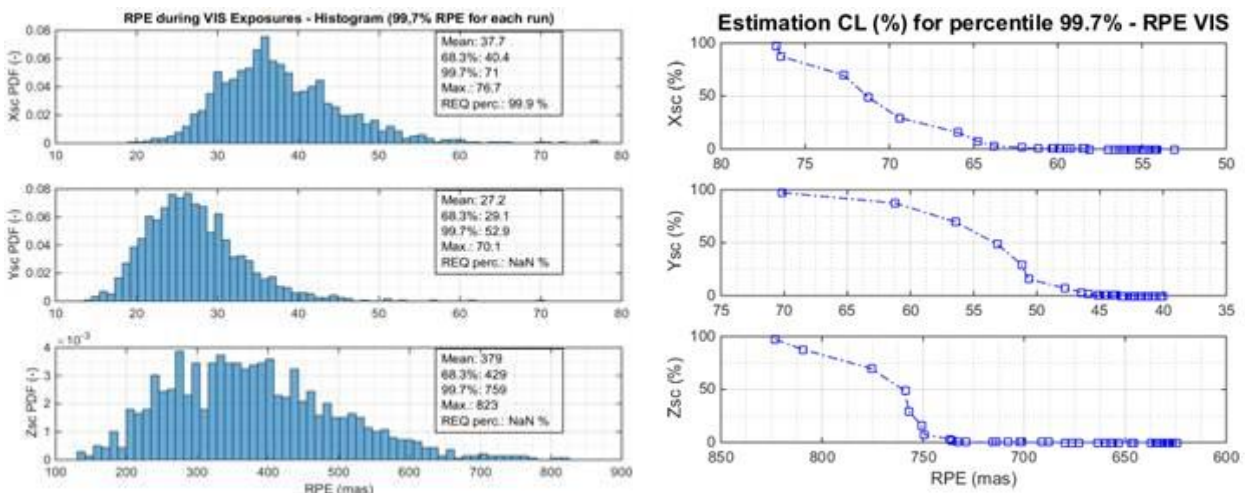 RPE during VIS Exposures - Histogram (99,7% RPE for each run)
Xsc PDF (-)
0.08
0.06
0.04
0.02
0
Mean: 37.7
68.3%: 40.4
99.7%: 71
Max.: 76.7
REQ perc.: 99.9 %
10 20 30 40 50 60 70 80
Ysc PDF (-)
0.08
0.06
0.04
0.02
0
Mean: 27.2
68.3%: 29.1
99.7%: 52.9
Max.: 70.1
REQ perc.: NaN %
10 20 30 40 50 60 70 80
×10⁻³
Zsc PDF (-)
4
3
2
1
0
Mean: 379
68.3%: 429
99.7%: 759
Max.: 823
REQ perc.: NaN %
100 200 300 400 500 600 700 800 900
RPE (mas)
Estimation CL (%) for percentile 99.7% - RPE VIS
Xsc (%)
100
50
0
80 75 70 65 60 55 50
Ysc (%)
100
50
0
75 70 65 60 55 50 45 40 35
Zsc (%)
100
50
0
850 800 750 700 650 600
RPE (mas)